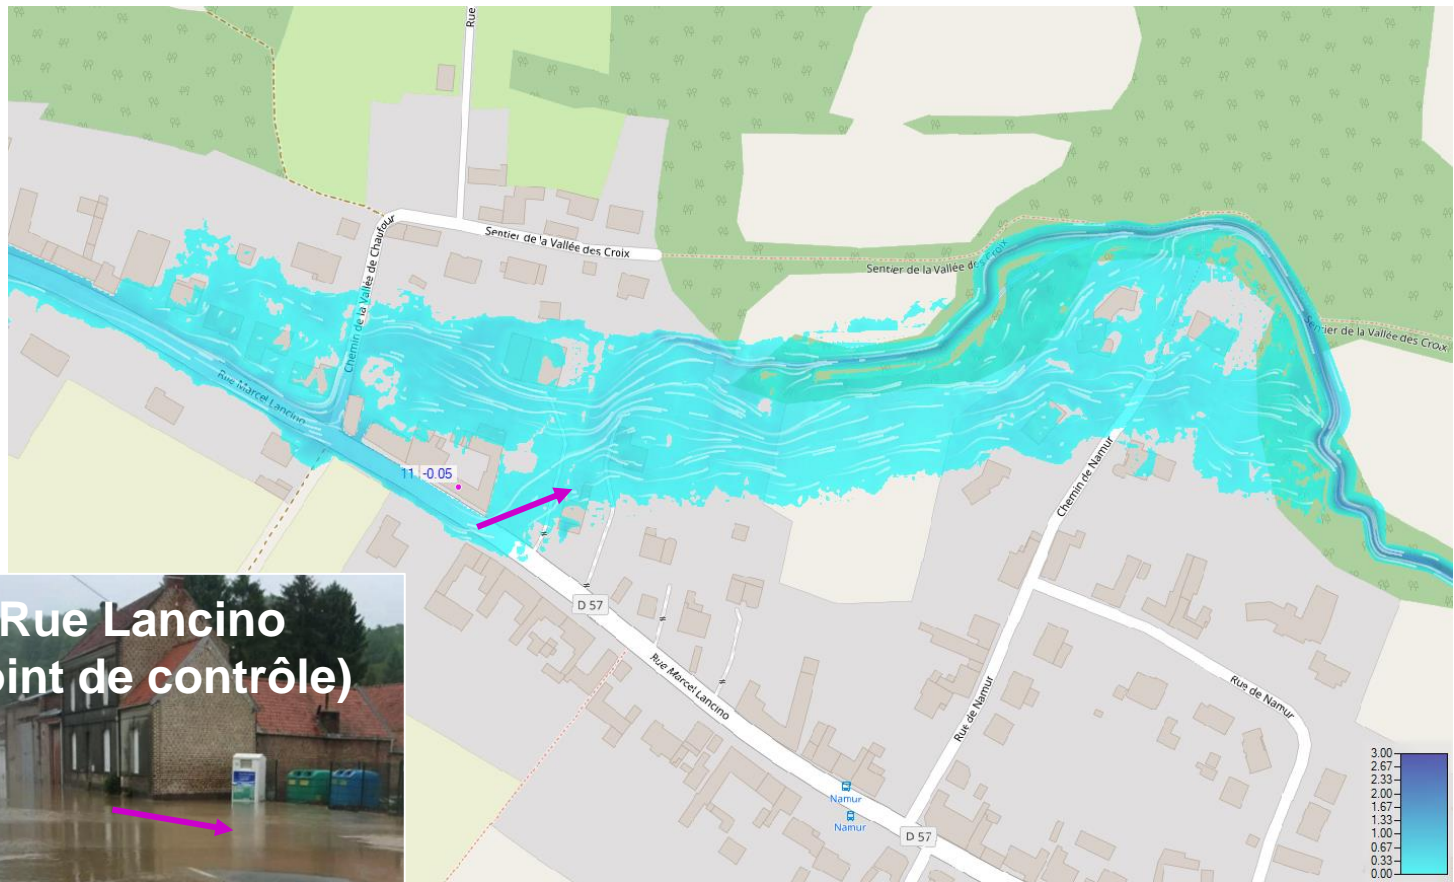 Rue
Chemin de la Vallée de Chaufour
Sentier de la Vallée des Croix
Sentier de la Vallée des Croix
Sentier de la Vallée des Croix
Rue Marcel Lancino
11 -0.05
Chemin de Namur
D 57
Rue Lancino
oint de contrôle)
Rue Marcel Lancino
Rue de Namur
Rue de Namur
Namur
Namur
D 57
3.00
2.67
2.33
2.00
1.67
1.33
1.00
0.67
0.33
0.00